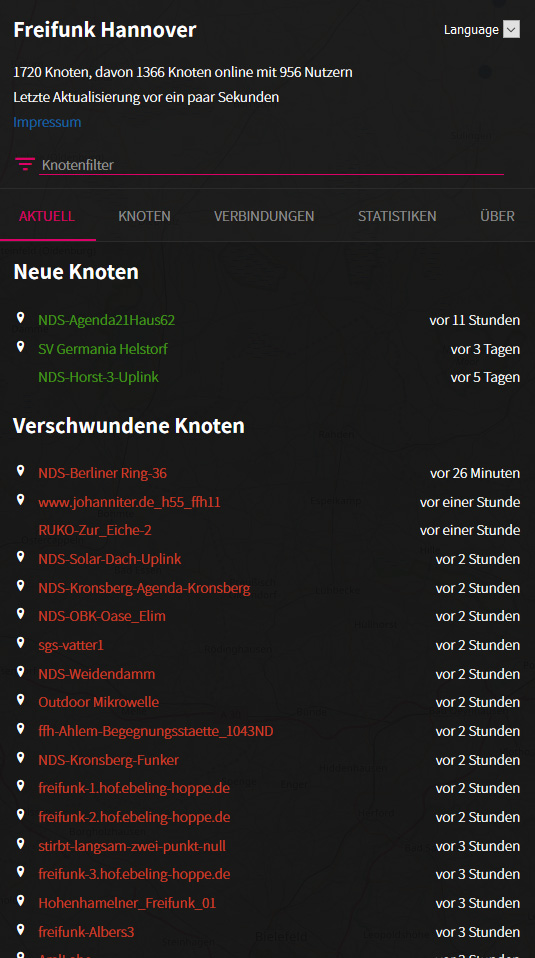 Freifunk Hannover
Language
1720 Knoten, davon 1366 Knoten online mit 956 Nutzern
Letzte Aktualisierung vor ein paar Sekunden
Impressum
Knotenfilter
AKTUELL KNOTEN VERBINDUNGEN STATISTIKEN ÜBER
Neue Knoten
NDS-Agenda21Haus62 vor 11 Stunden
SV Germania Helstorf vor 3 Tagen
NDS-Horst-3-Uplink vor 5 Tagen
Verschwundene Knoten
NDS-Berliner Ring-36 vor 26 Minuten
www.johanniter.de_h55_ffh11 vor einer Stunde
RUKO-Zur_Eiche-2 vor einer Stunde
NDS-Solar-Dach-Uplink vor 2 Stunden
NDS-Kronsberg-Agenda-Kronsberg vor 2 Stunden
NDS-OBK-Oase_Elim vor 2 Stunden
sgs-vatter1 vor 2 Stunden
NDS-Weidendamm vor 2 Stunden
Outdoor Mikrowelle vor 2 Stunden
ffh-Ahlem-Begegnungsstaette_1043ND vor 2 Stunden
NDS-Kronsberg-Funker vor 2 Stunden
freifunk-1.hof.ebeling-hoppe.de vor 2 Stunden
freifunk-2.hof.ebeling-hoppe.de vor 2 Stunden
stirbt-langsam-zwei-punkt-null vor 3 Stunden
freifunk-3.hof.ebeling-hoppe.de vor 3 Stunden
Hohenhamelner_Freifunk_01 vor 3 Stunden
freifunk-Albers3 vor 3 Stunden